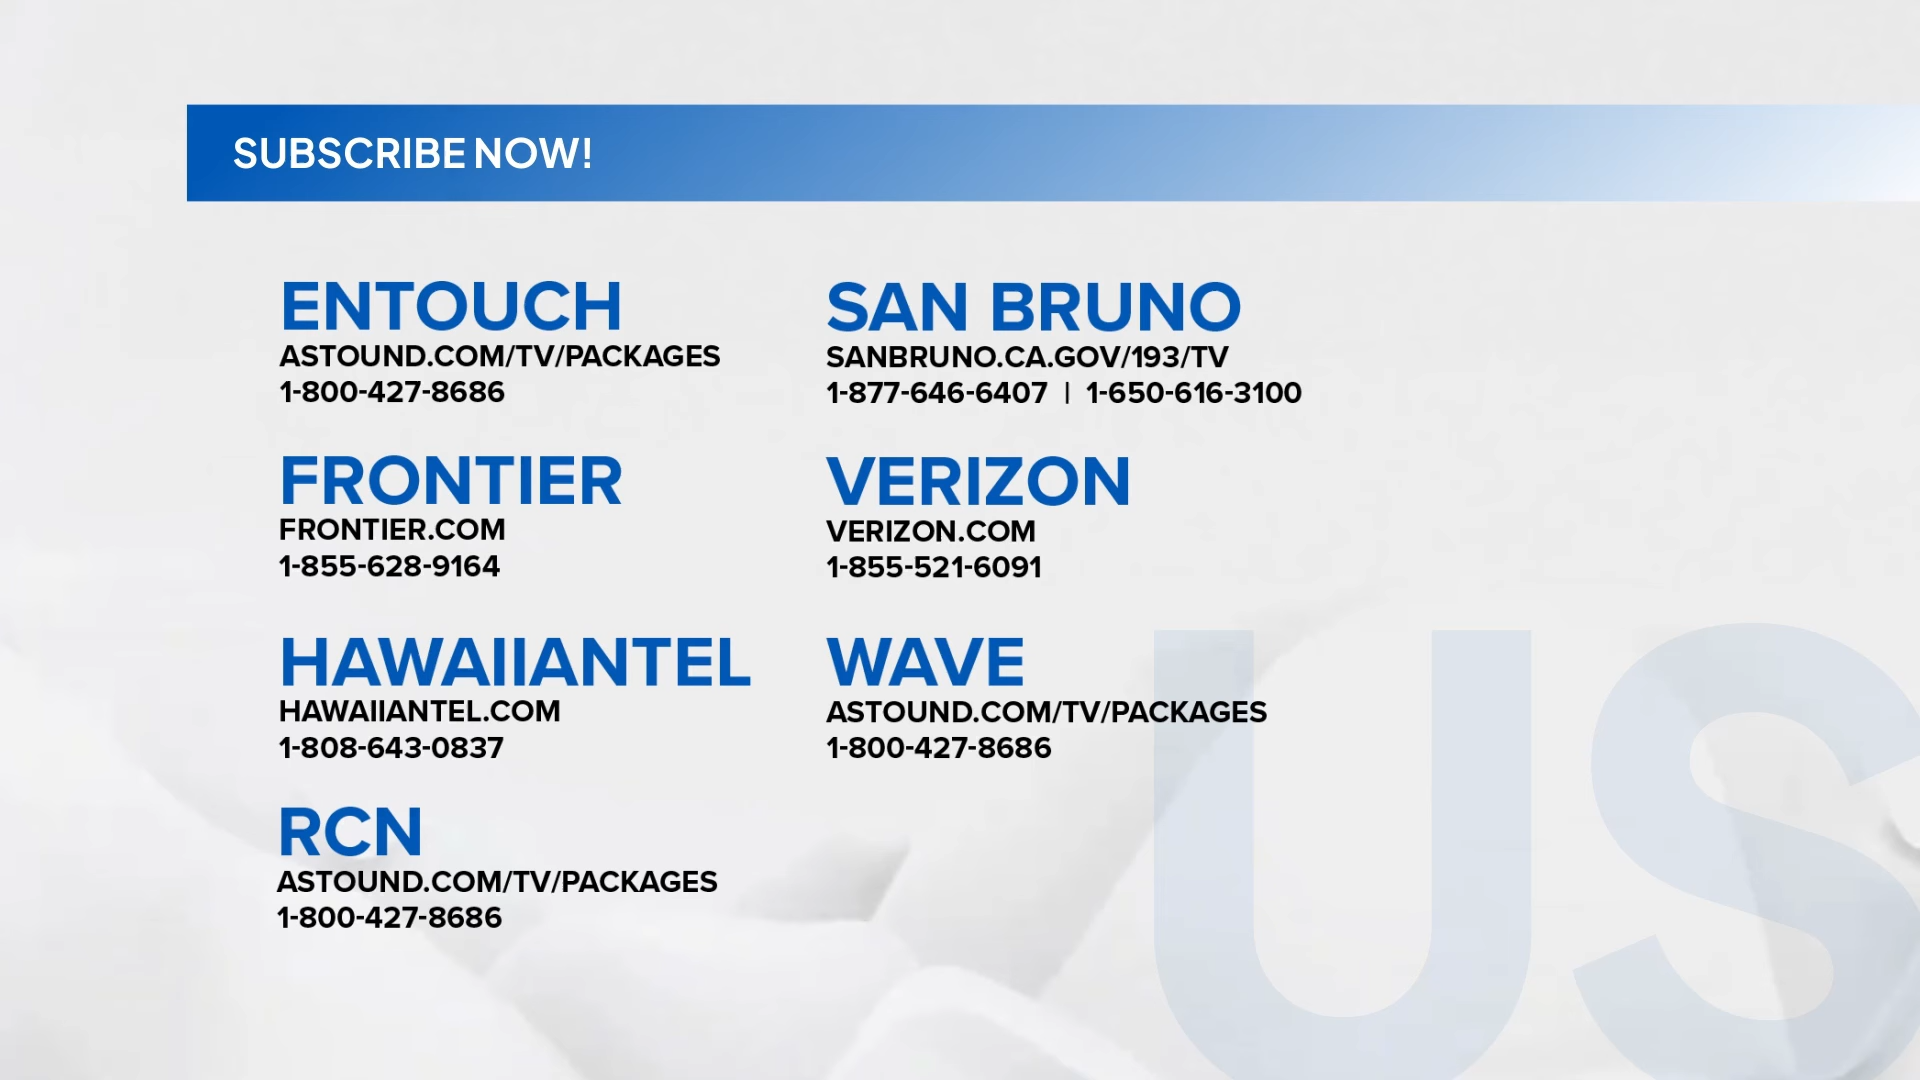 SUBSCRIBE NOW!
ENTOUCH
ASTOUND.COM/TV/PACKAGES
1-800-427-8686
FRONTIER
FRONTIER.COM
1-855-628-9164
HAWAIIANTEL
HAWAIIANTEL.COM
1-808-643-0837
RCN
ASTOUND.COM/TV/PACKAGES
1-800-427-8686
SAN BRUNO
SANBRUNO.CA.GOV/193/TV
1-877-646-6407 | 1-650-616-3100
VERIZON
VERIZON.COM
1-855-521-6091
WAVE
ASTOUND.COM/TV/PACKAGES
1-800-427-8686
US